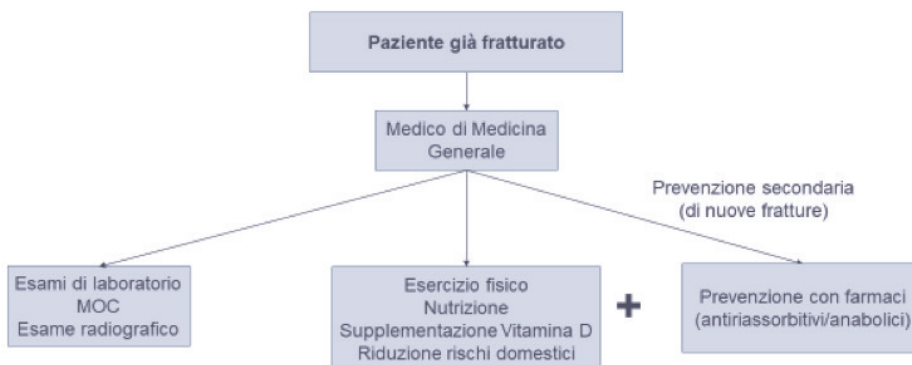 Paziente già fratturato
Medico di Medicina
Generale
Prevenzione secondaria
(di nuove fratture)
Esami di laboratorio
MOC
Esame radiografico
Esercizio fisico
Nutrizione
Supplementazione Vitamina D
Riduzione rischi domestici
+
Prevenzione con farmaci
(antiriassorbitivi/anabolici)